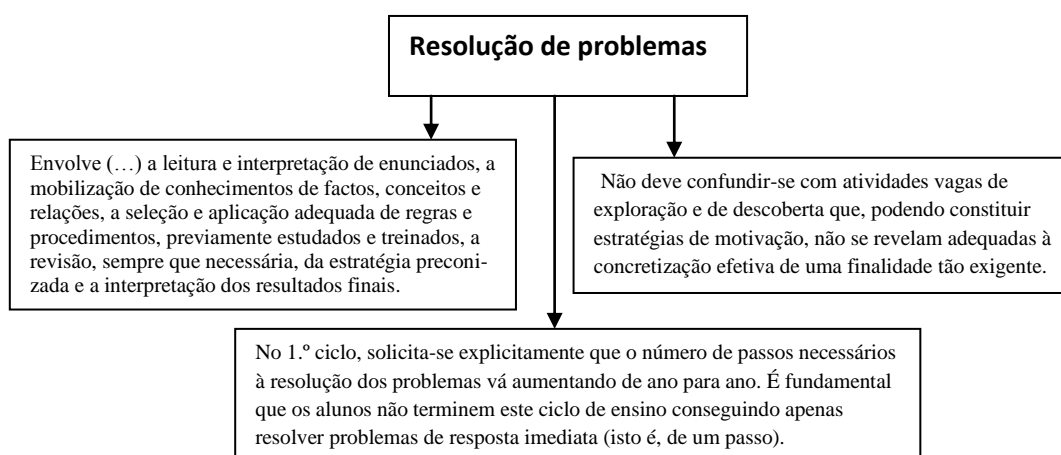 Resolução de problemas
Envolve (…) a leitura e interpretação de enunciados, a
mobilização de conhecimentos de factos, conceitos e
relações, a seleção e aplicação adequada de regras e
procedimentos, previamente estudados e treinados, a
revisão, sempre que necessária, da estratégia preconi-
zada e a interpretação dos resultados finais.
Não deve confundir-se com atividades vagas de
exploração e de descoberta que, podendo constituir
estratégias de motivação, não se revelam adequadas à
concretização efetiva de uma finalidade tão exigente.
No 1.º ciclo, solicita-se explicitamente que o número de passos necessários
à resolução dos problemas vá aumentando de ano para ano. É fundamental
que os alunos não terminem este ciclo de ensino conseguindo apenas
resolver problemas de resposta imediata (isto é, de um passo).